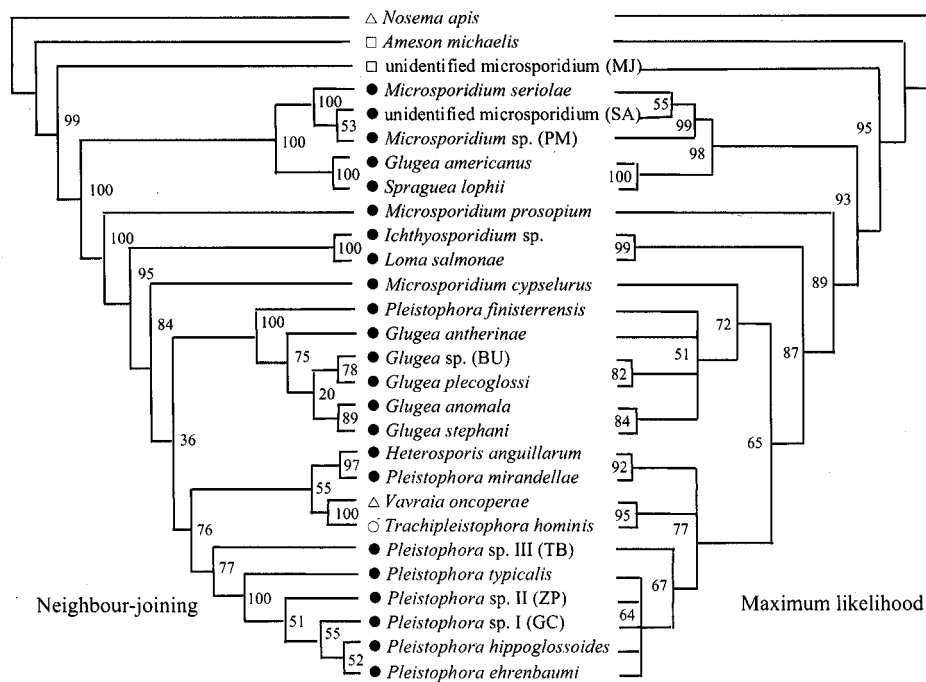 Nosema apis
Ameson michaelis
unidentified microsporidium (MJ)
Microsporidium seriolae
unidentified microsporidium (SA)
Microsporidium sp. (PM)
Glugea americanus
Spraguea lophii
Microsporidium prosopium
Ichthyosporidium sp.
Loma salmonae
Microsporidium cypselurus
Pleistophora finisterrensis
Glugea antherinae
Glugea sp. (BU)
Glugea plecoglossi
Glugea anomala
Glugea stephani
Heterosporis anguillarum
Pleistophora mirandellae
Vavraia oncoperae
Trachipleistophora hominis
Pleistophora sp. III (TB)
Pleistophora typicalis
Pleistophora sp. II (ZP)
Pleistophora sp. I (GC)
Pleistophora hippoglossoides
Pleistophora ehrenbaumi
Neighbour-joining
99
100
100
95
84
36
76
77
100
51
55
52
100
100
53
100
100
100
75
78
20
89
97
55
100
Maximum likelihood
55
99
98
100
95
93
89
99
87
72
51
82
84
65
92
95
77
67
64